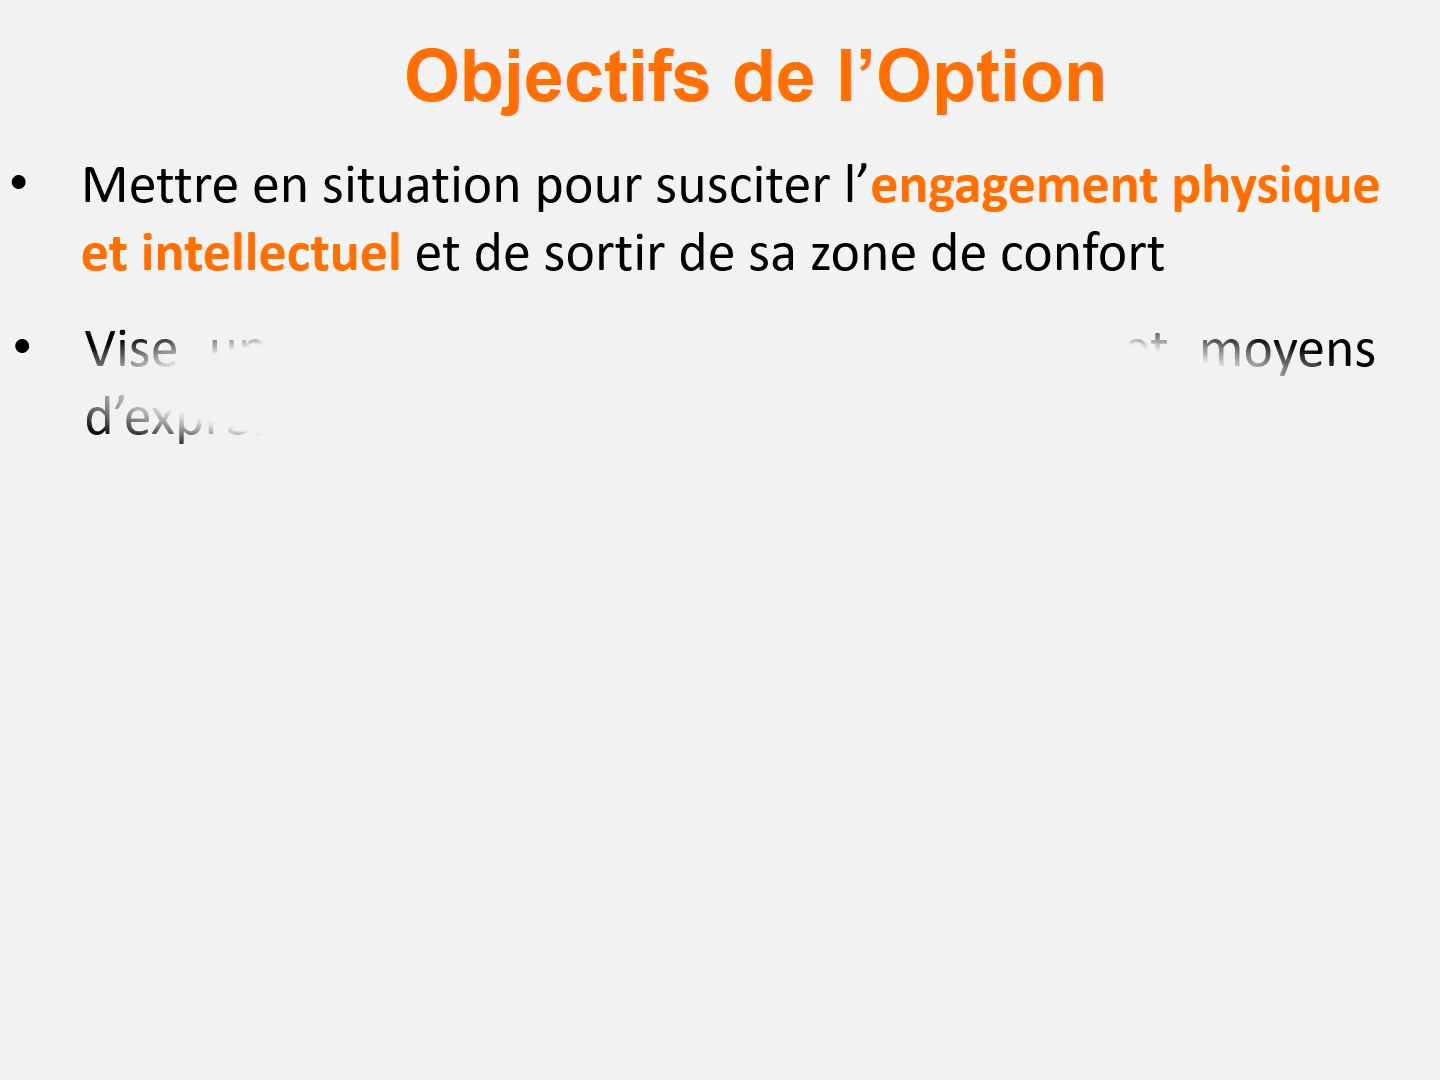 Objectifs de l’Option
• Mettre en situation pour susciter l’engagement physique
et intellectuel et de sortir de sa zone de confort
• Vise et moyens